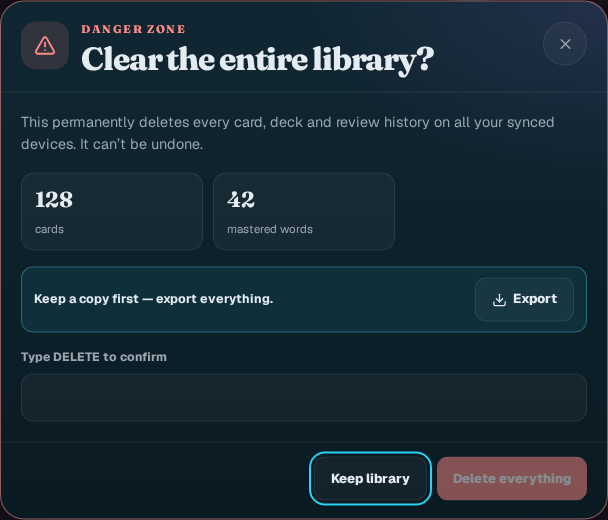 DANGER ZONE
Clear the entire library?
This permanently deletes every card, deck and review history on all your synced
devices. It can't be undone.
128
cards
42
mastered words
Keep a copy first — export everything.
Export
Type DELETE to confirm
Keep library
Delete everything